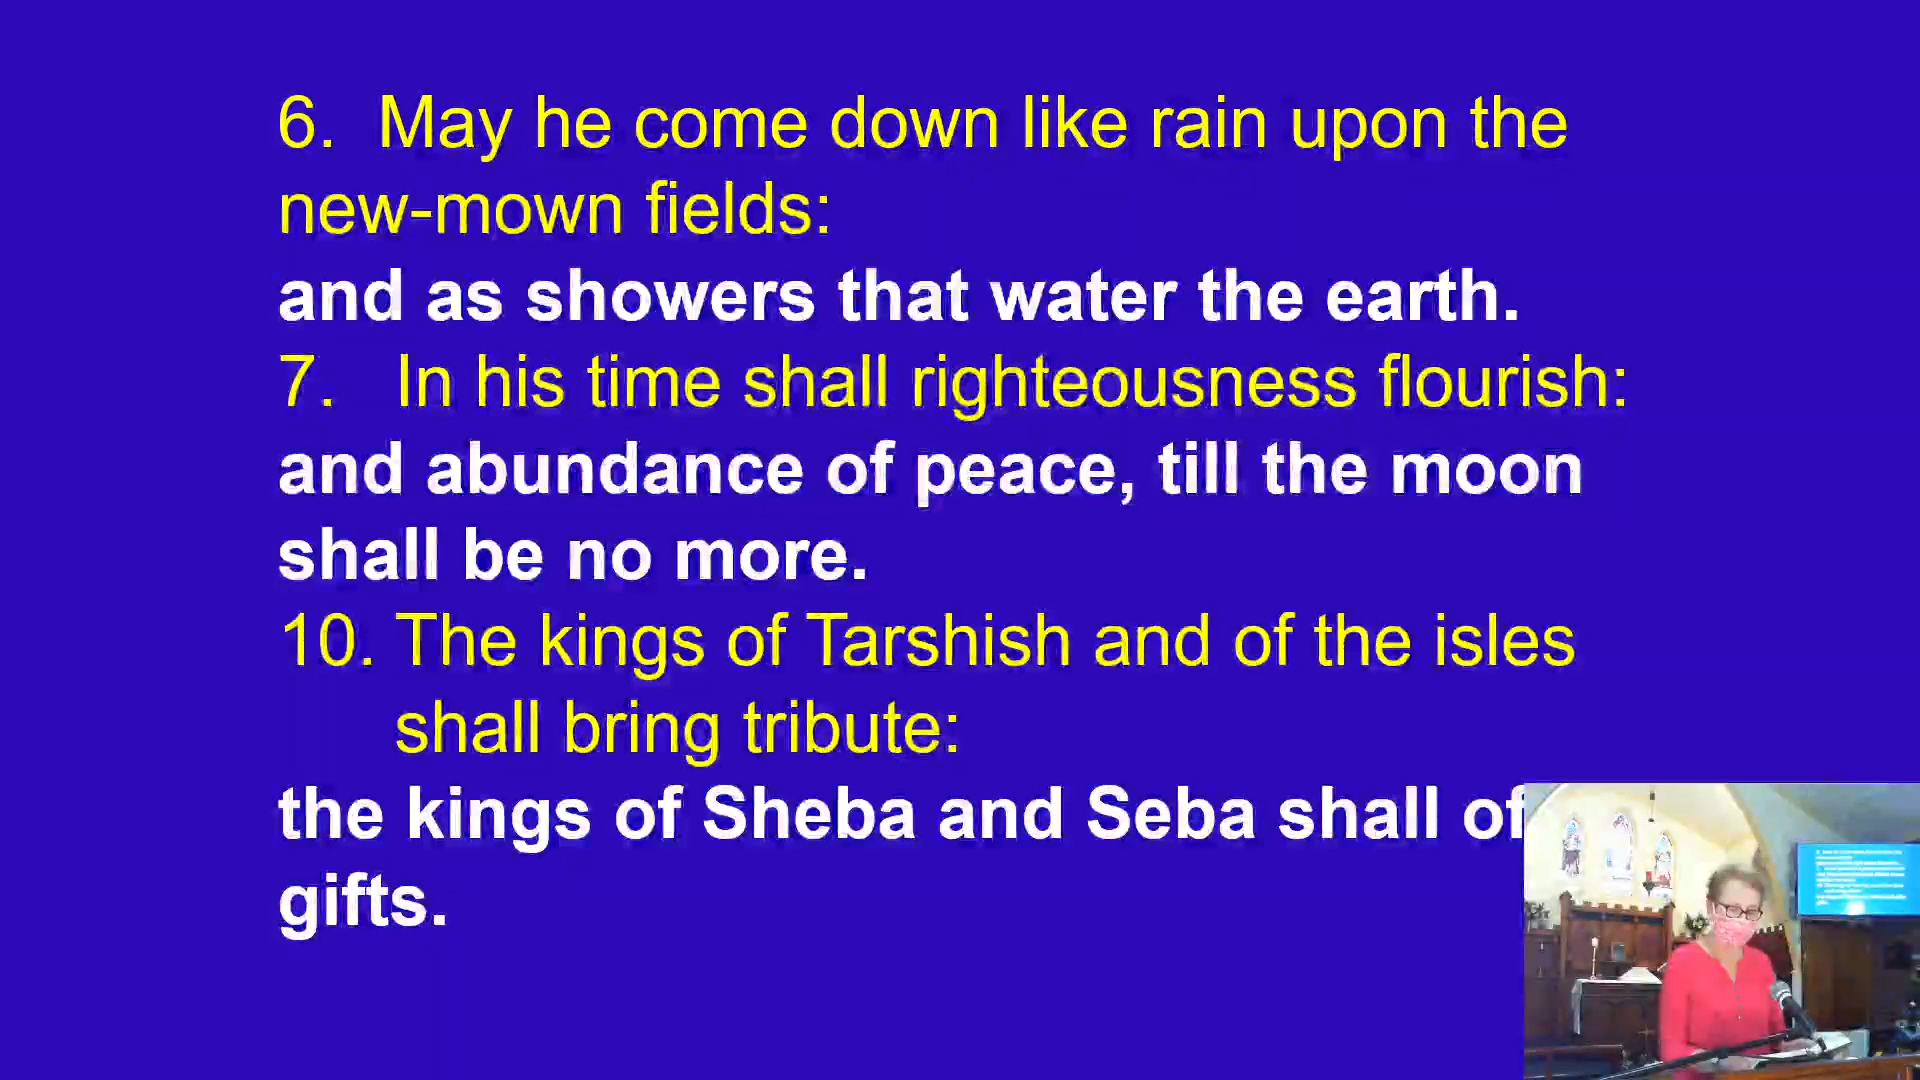 6. May he come down like rain upon the
new-mown fields:
and as showers that water the earth.
7. In his time shall righteousness flourish:
and abundance of peace, till the moon
shall be no more.
10. The kings of Tarshish and of the isles
shall bring tribute:
the kings of Sheba and Seba shall
gifts.